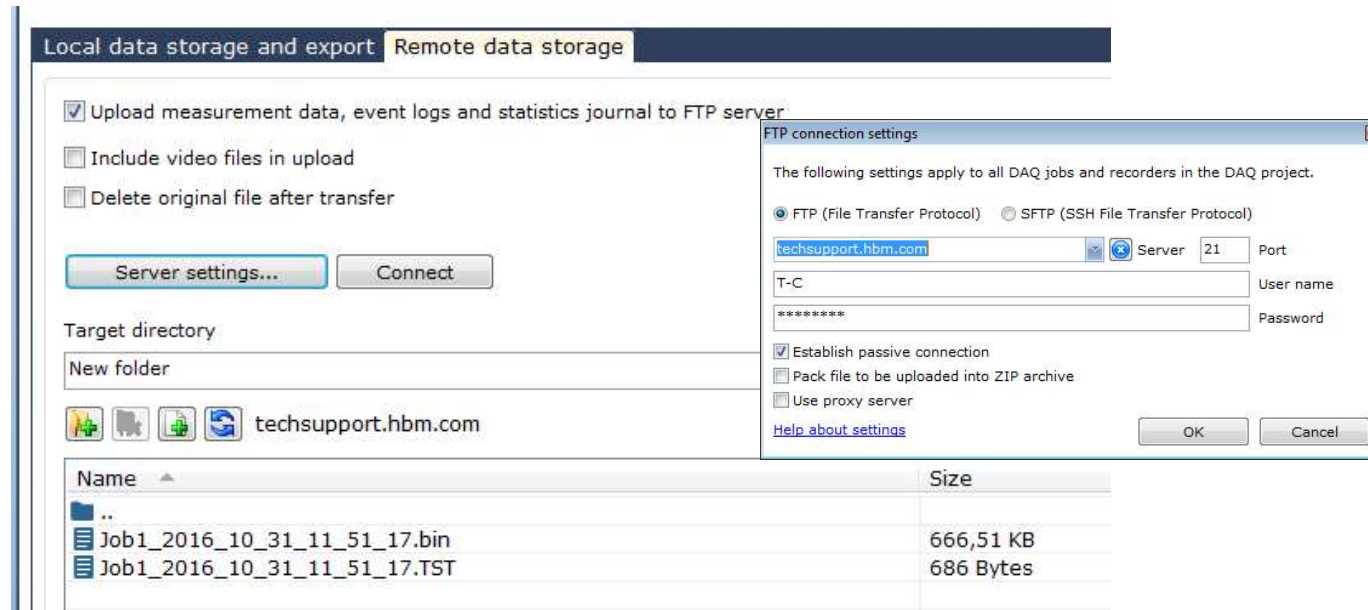 Local data storage and export Remote data storage
Upload measurement data, event logs and statistics journal to FTP server
Include video files in upload
Delete original file after transfer
Server settings... Connect
Target directory
New folder
techsupport.hbm.com
Name Size
..
Job1_2016_10_31_11_51_17.bin 666,51 KB
Job1_2016_10_31_11_51_17.TST 686 Bytes
FTP connection settings
The following settings apply to all DAQ jobs and recorders in the DAQ project.
FTP (File Transfer Protocol) SFTP (SSH File Transfer Protocol)
techsupport.hbm.com Server 21 Port
T-C User name
******** Password
Establish passive connection
Pack file to be uploaded into ZIP archive
Use proxy server
Help about settings OK Cancel